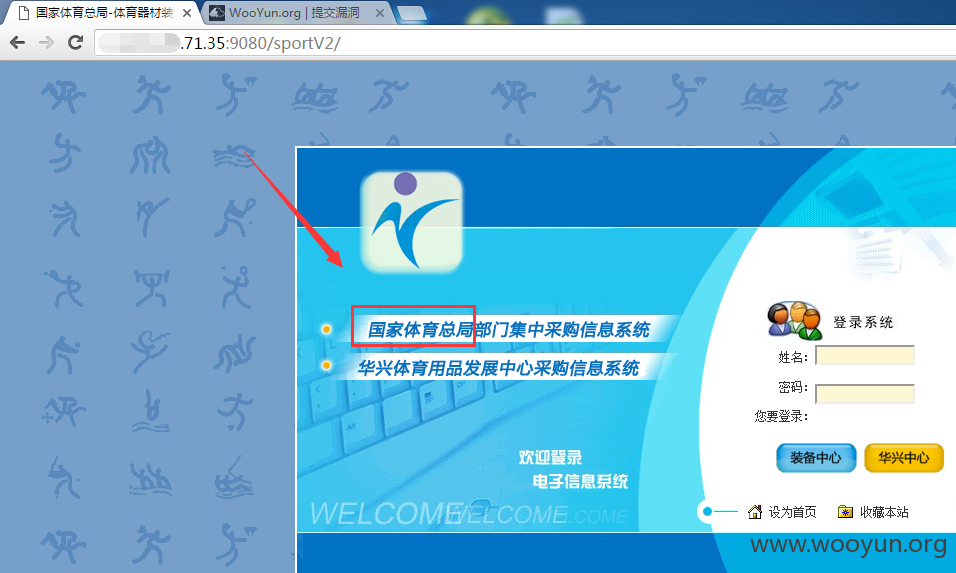 国家体育总局-体育器材装
WooYun.org | 提交漏洞
.71.35:9080/sportV2/
国家体育总局部门集中采购信息系统
华兴体育用品发展中心采购信息系统
登录系统
姓名:
密码:
您要登录:
装备中心 华兴中心
欢迎登录
电子信息系统
WELCOME WELCOME WELCOME
设为首页 收藏本站
www.wooyun.org